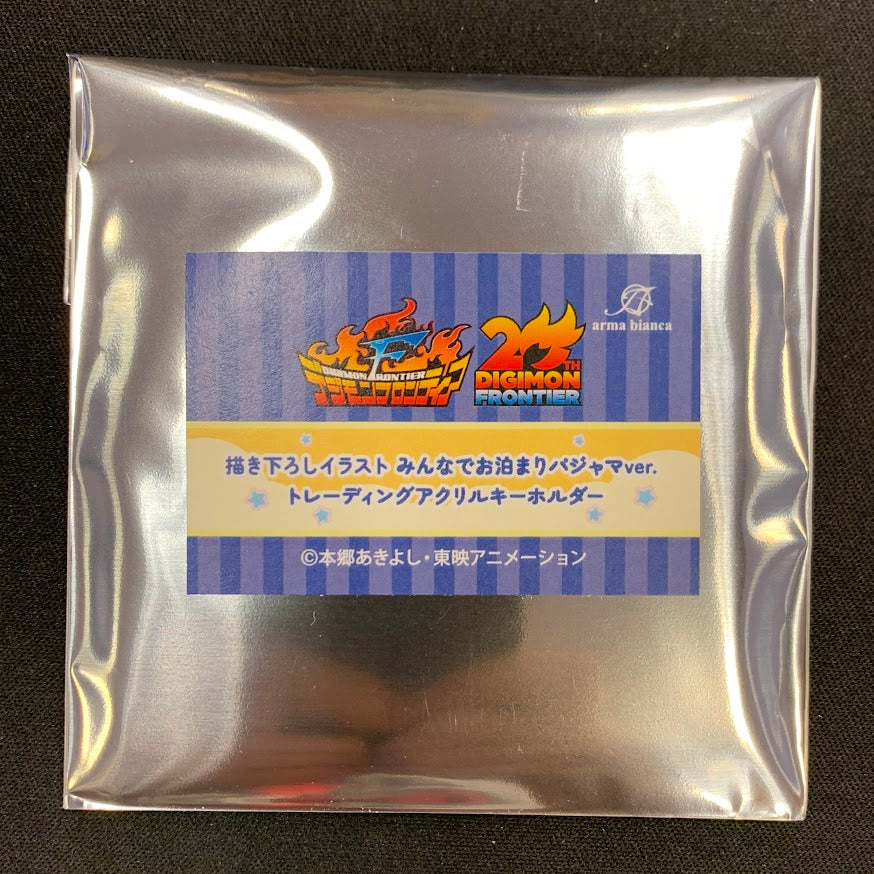 arma bianca
DIGIMON FRONTIER
デジモンフロンティア
20TH
DIGIMON
FRONTIER
描き下ろしイラスト みんなでお泊まりパジャマver.
トレーディングアクリルキーホルダー
©本郷あきよし・東映アニメーション